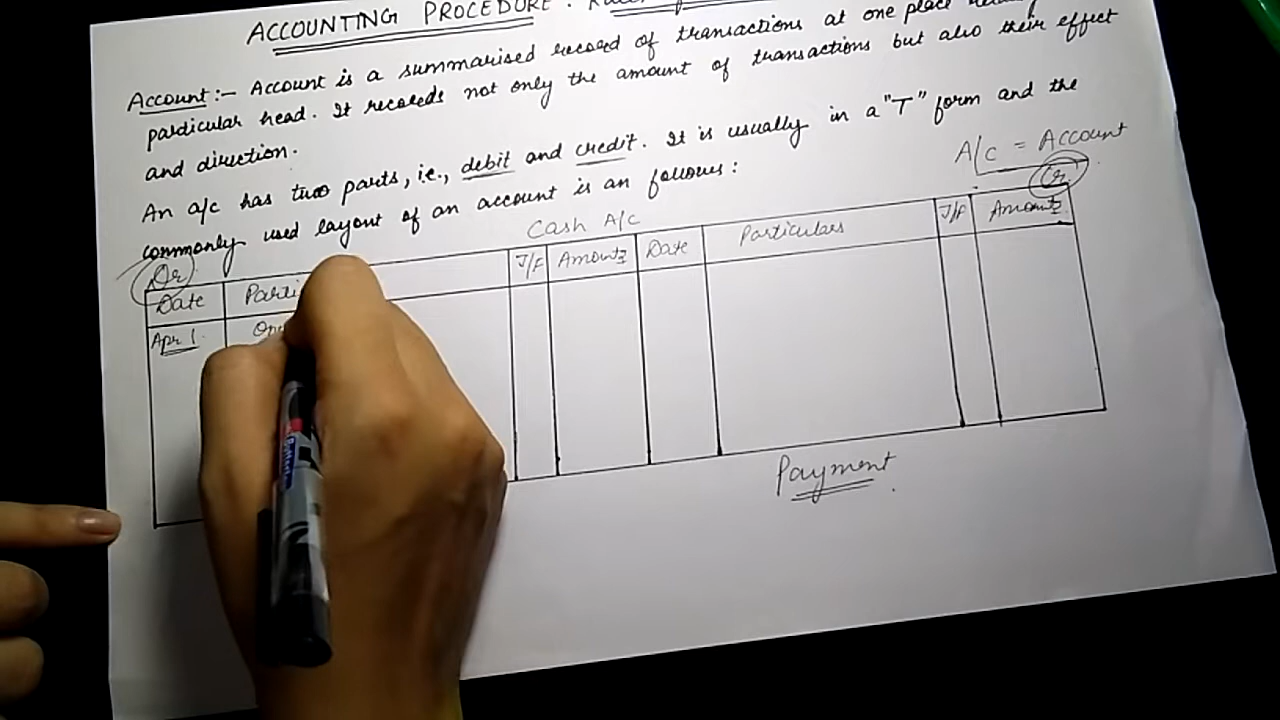 ACCOUNTING PROCEDURE :
Account :- Account is a summarised record of transactions at one place
particular head. It records not only the amount of transactions but also their effect
and direction.
An a/c has two parts, i.e., debit and credit. It is usually in a "T" form and the
commonly used layout of an account is an follows :
A/c = Account
Cash A/c
Dr Cr
Date J/F Amount₹ Date Particulars J/F Amount₹
Apr 1
Payment